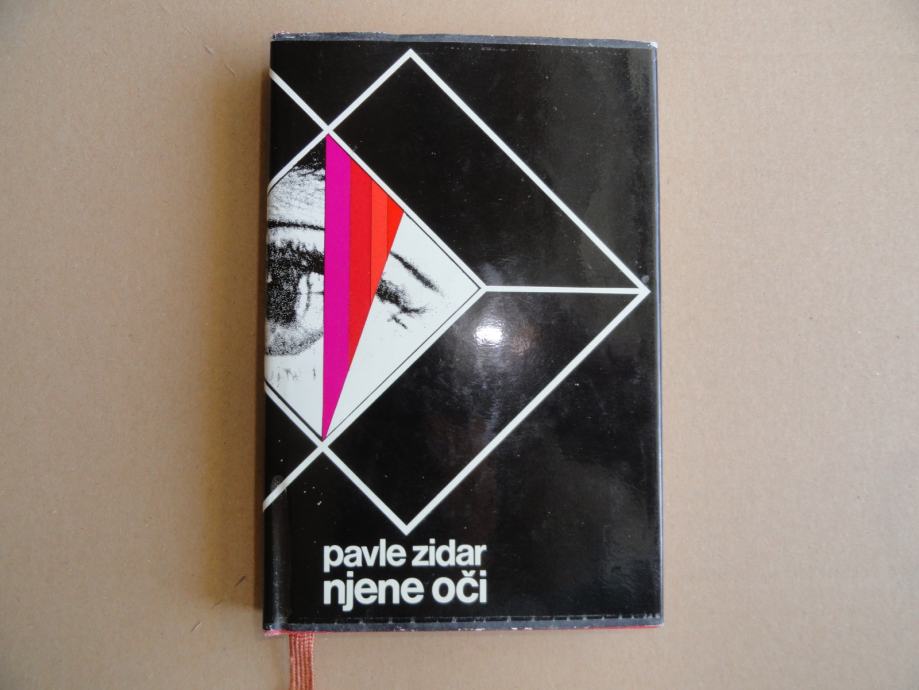 pavle zidar
njene oči